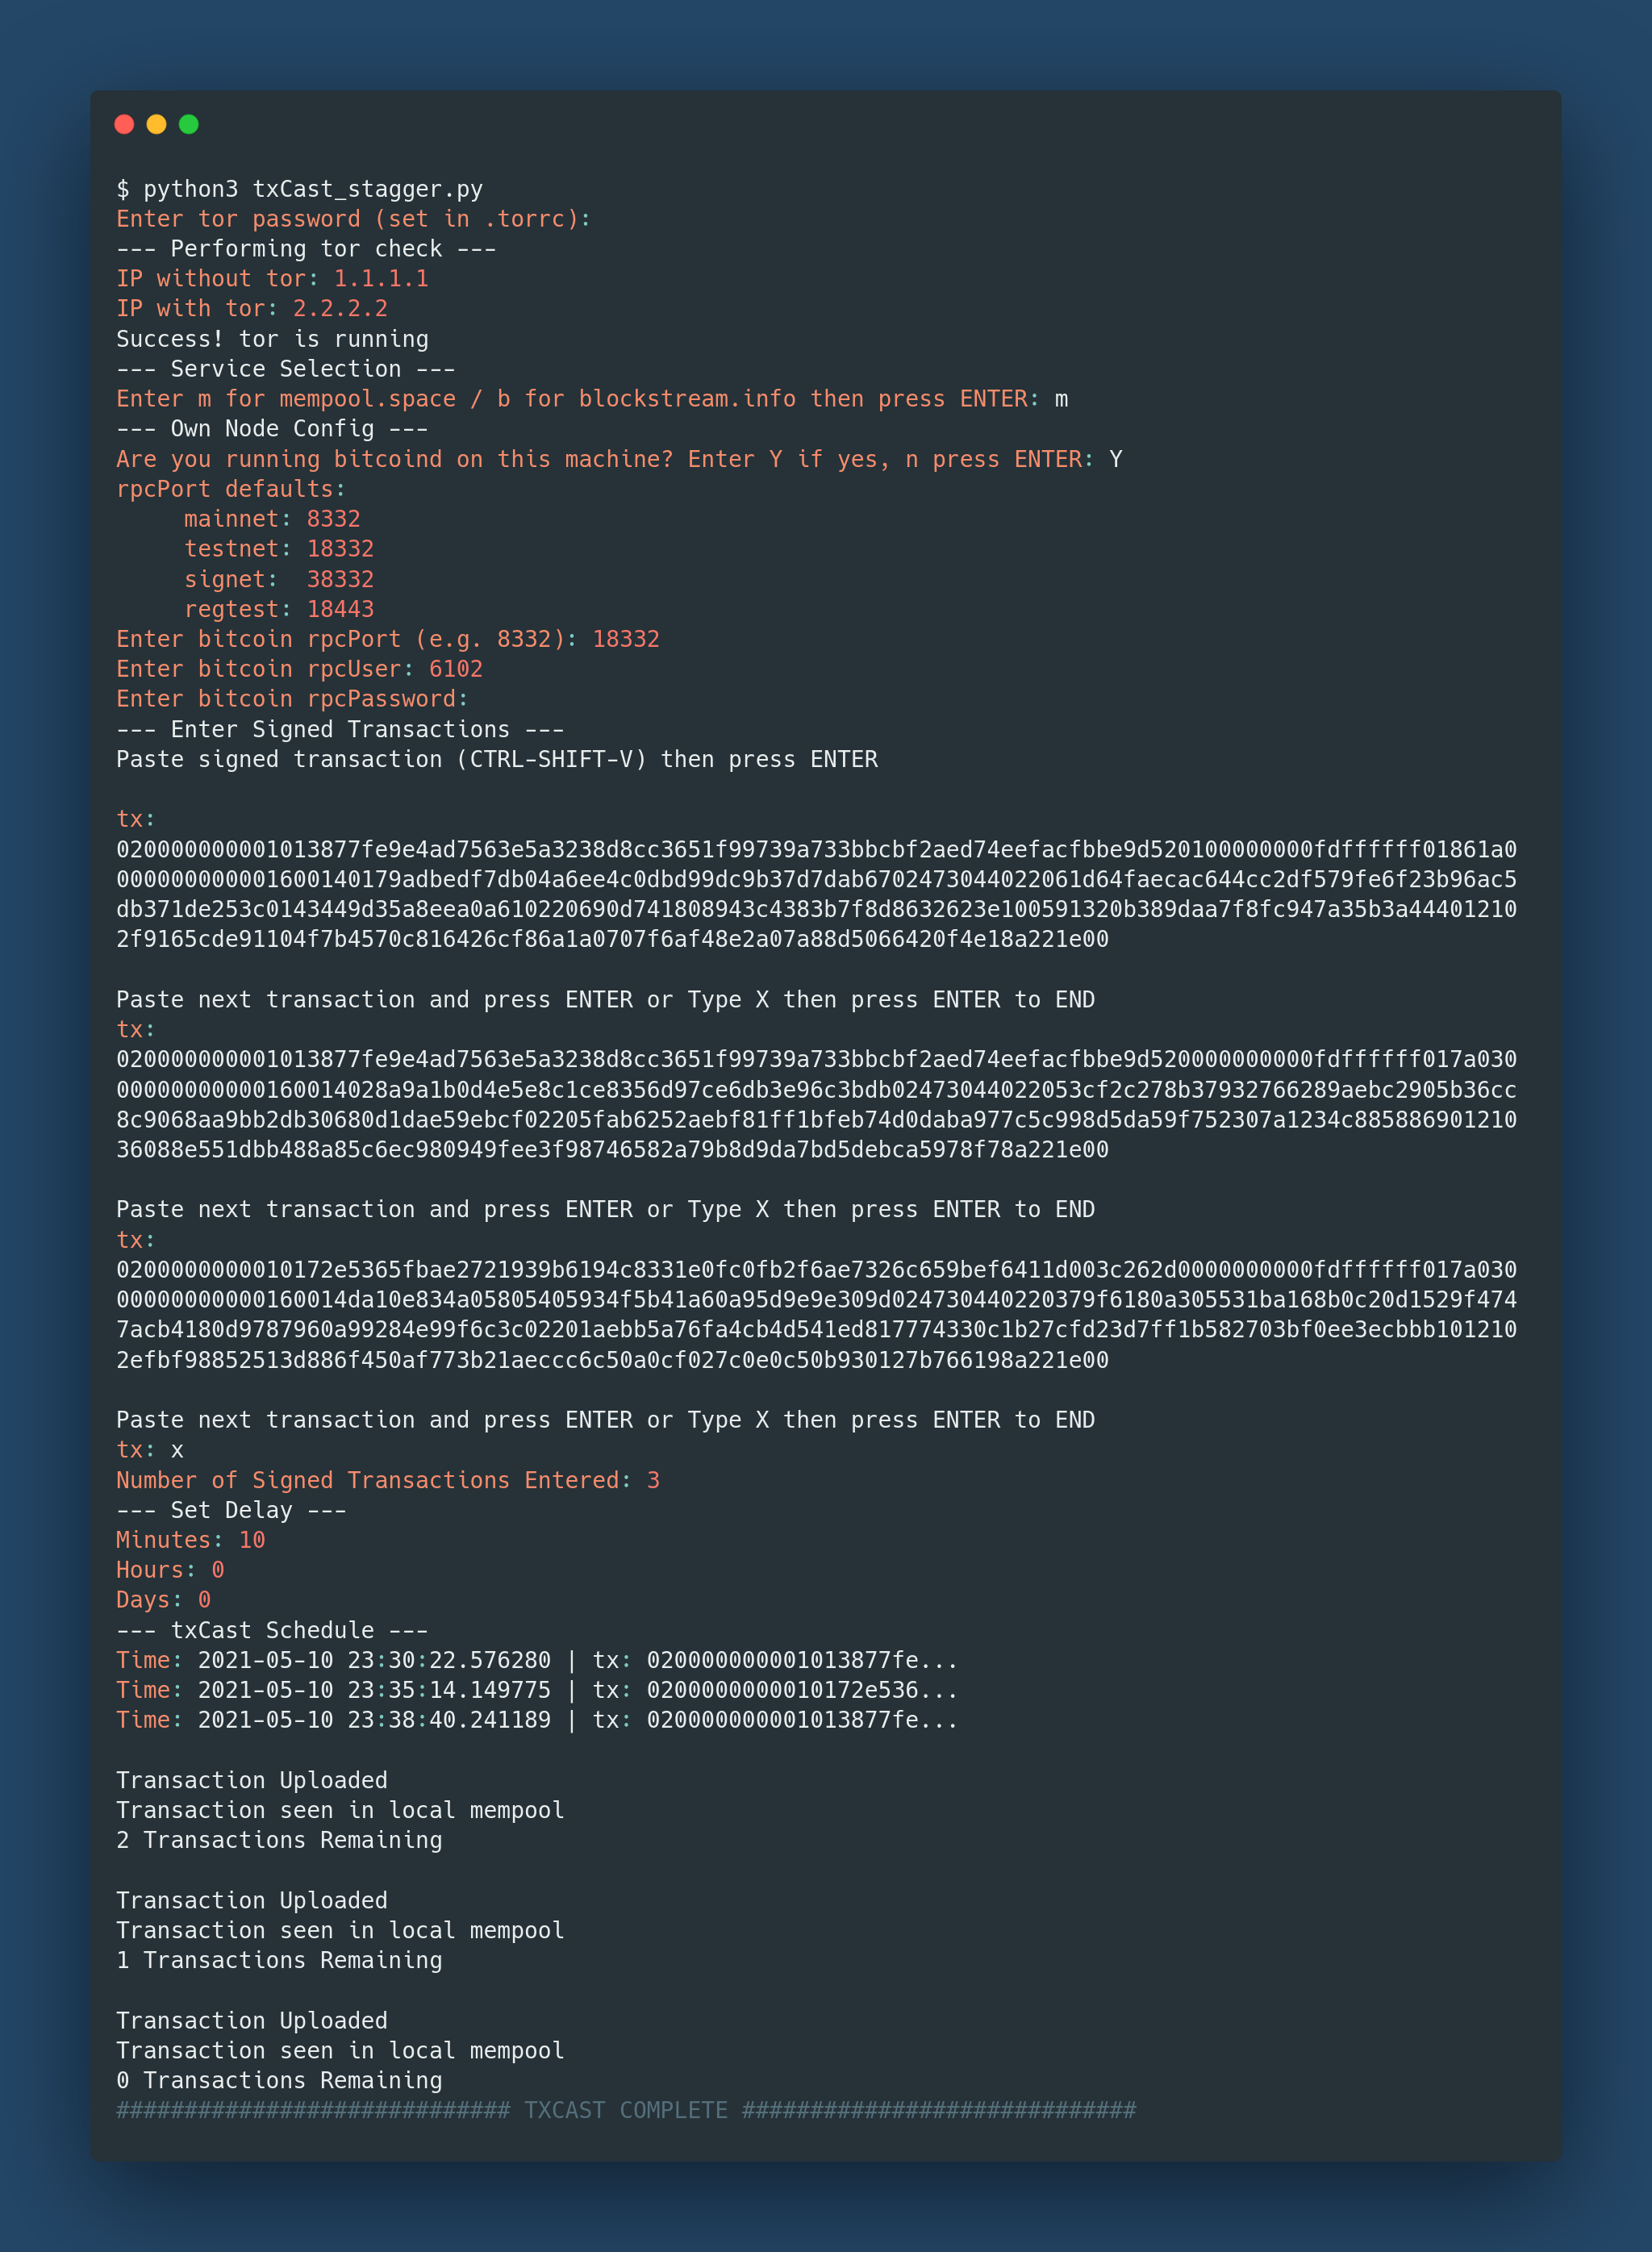 $ python3 txCast_stagger.py
Enter tor password (set in .torrc):
--- Performing tor check ---
IP without tor: 1.1.1.1
IP with tor: 2.2.2.2
Success! tor is running
--- Service Selection ---
Enter m for mempool.space / b for blockstream.info then press ENTER: m
--- Own Node Config ---
Are you running bitcoind on this machine? Enter Y if yes, n press ENTER: Y
rpcPort defaults:
     mainnet: 8332
     testnet: 18332
     signet:  38332
     regtest: 18443
Enter bitcoin rpcPort (e.g. 8332): 18332
Enter bitcoin rpcUser: 6102
Enter bitcoin rpcPassword:
--- Enter Signed Transactions ---
Paste signed transaction (CTRL-SHIFT-V) then press ENTER

tx:
020000000001013877fe9e4ad7563e5a3238d8cc3651f99739a733bbcbf2aed74eefacfbbe9d520100000000fdffffff01861a0
000000000001600140179adbedf7db04a6ee4c0dbd99dc9b37d7dab6702473044022061d64faecac644cc2df579fe6f23b96ac5
db371de253c0143449d35a8eea0a610220690d741808943c4383b7f8d8632623e100591320b389daa7f8fc947a35b3a444401210
2f9165cde91104f7b4570c816426cf86a1a0707f6af48e2a07a88d5066420f4e18a221e00

Paste next transaction and press ENTER or Type X then press ENTER to END
tx:
020000000001013877fe9e4ad7563e5a3238d8cc3651f99739a733bbcbf2aed74eefacfbbe9d520000000000fdffffff017a030
00000000000160014028a9a1b0d4e5e8c1ce8356d97ce6db3e96c3bdb02473044022053cf2c278b37932766289aebc2905b36cc
8c9068aa9bb2db30680d1dae59ebcf02205fab6252aebf81ff1bfeb74d0daba977c5c998d5da59f752307a1234c885886901210
36088e551dbb488a85c6ec980949fee3f98746582a79b8d9da7bd5debca5978f78a221e00

Paste next transaction and press ENTER or Type X then press ENTER to END
tx:
0200000000010172e5365fbae2721939b6194c8331e0fc0fb2f6ae7326c659bef6411d003c262d0000000000fdffffff017a030
00000000000160014da10e834a05805405934f5b41a60a95d9e9e309d024730440220379f6180a305531ba168b0c20d1529f474
7acb4180d9787960a99284e99f6c3c02201aebb5a76fa4cb4d541ed817774330c1b27cfd23d7ff1b582703bf0ee3ecbbb101210
2efbf98852513d886f450af773b21aeccc6c50a0cf027c0e0c50b930127b766198a221e00

Paste next transaction and press ENTER or Type X then press ENTER to END
tx: x
Number of Signed Transactions Entered: 3
--- Set Delay ---
Minutes: 10
Hours: 0
Days: 0
--- txCast Schedule ---
Time: 2021-05-10 23:30:22.576280 | tx: 020000000001013877fe...
Time: 2021-05-10 23:35:14.149775 | tx: 0200000000010172e536...
Time: 2021-05-10 23:38:40.241189 | tx: 020000000001013877fe...

Transaction Uploaded
Transaction seen in local mempool
2 Transactions Remaining

Transaction Uploaded
Transaction seen in local mempool
1 Transactions Remaining

Transaction Uploaded
Transaction seen in local mempool
0 Transactions Remaining
############################# TXCAST COMPLETE #############################